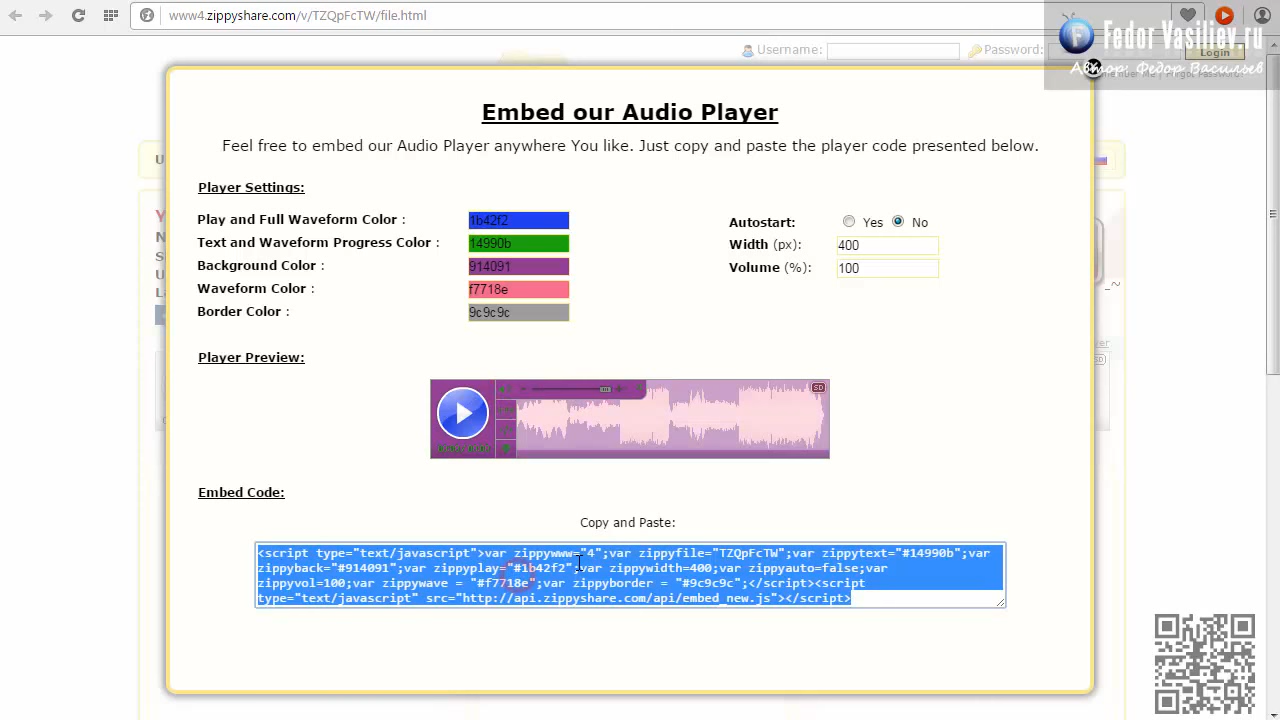 www4.zippyshare.com/v/TZQpFcTW/file.html
Fedor Vasiliev.ru
Автор: Федор Васильев
Username:
Password:
Login
Embed our Audio Player
Feel free to embed our Audio Player anywhere You like. Just copy and paste the player code presented below.
Player Settings:
Play and Full Waveform Color : 1b42f2
Text and Waveform Progress Color : 14990b
Background Color : 914091
Waveform Color : f7718e
Border Color : 9c9c9c
Autostart: Yes No
Width (px): 400
Volume (%): 100
Player Preview:
SD
Embed Code:
Copy and Paste:
<script type="text/javascript">var zippywww="4";var zippyfile="TZQpFcTW";var zippytext="#14990b";var
zippyback="#914091";var zippyplay="#1b42f2";var zippywidth=400;var zippyauto=false;var
zippyvol=100;var zippywave = "#f7718e";var zippyborder = "#9c9c9c";</script><script
type="text/javascript" src="http://api.zippyshare.com/api/embed_new.js"></script>